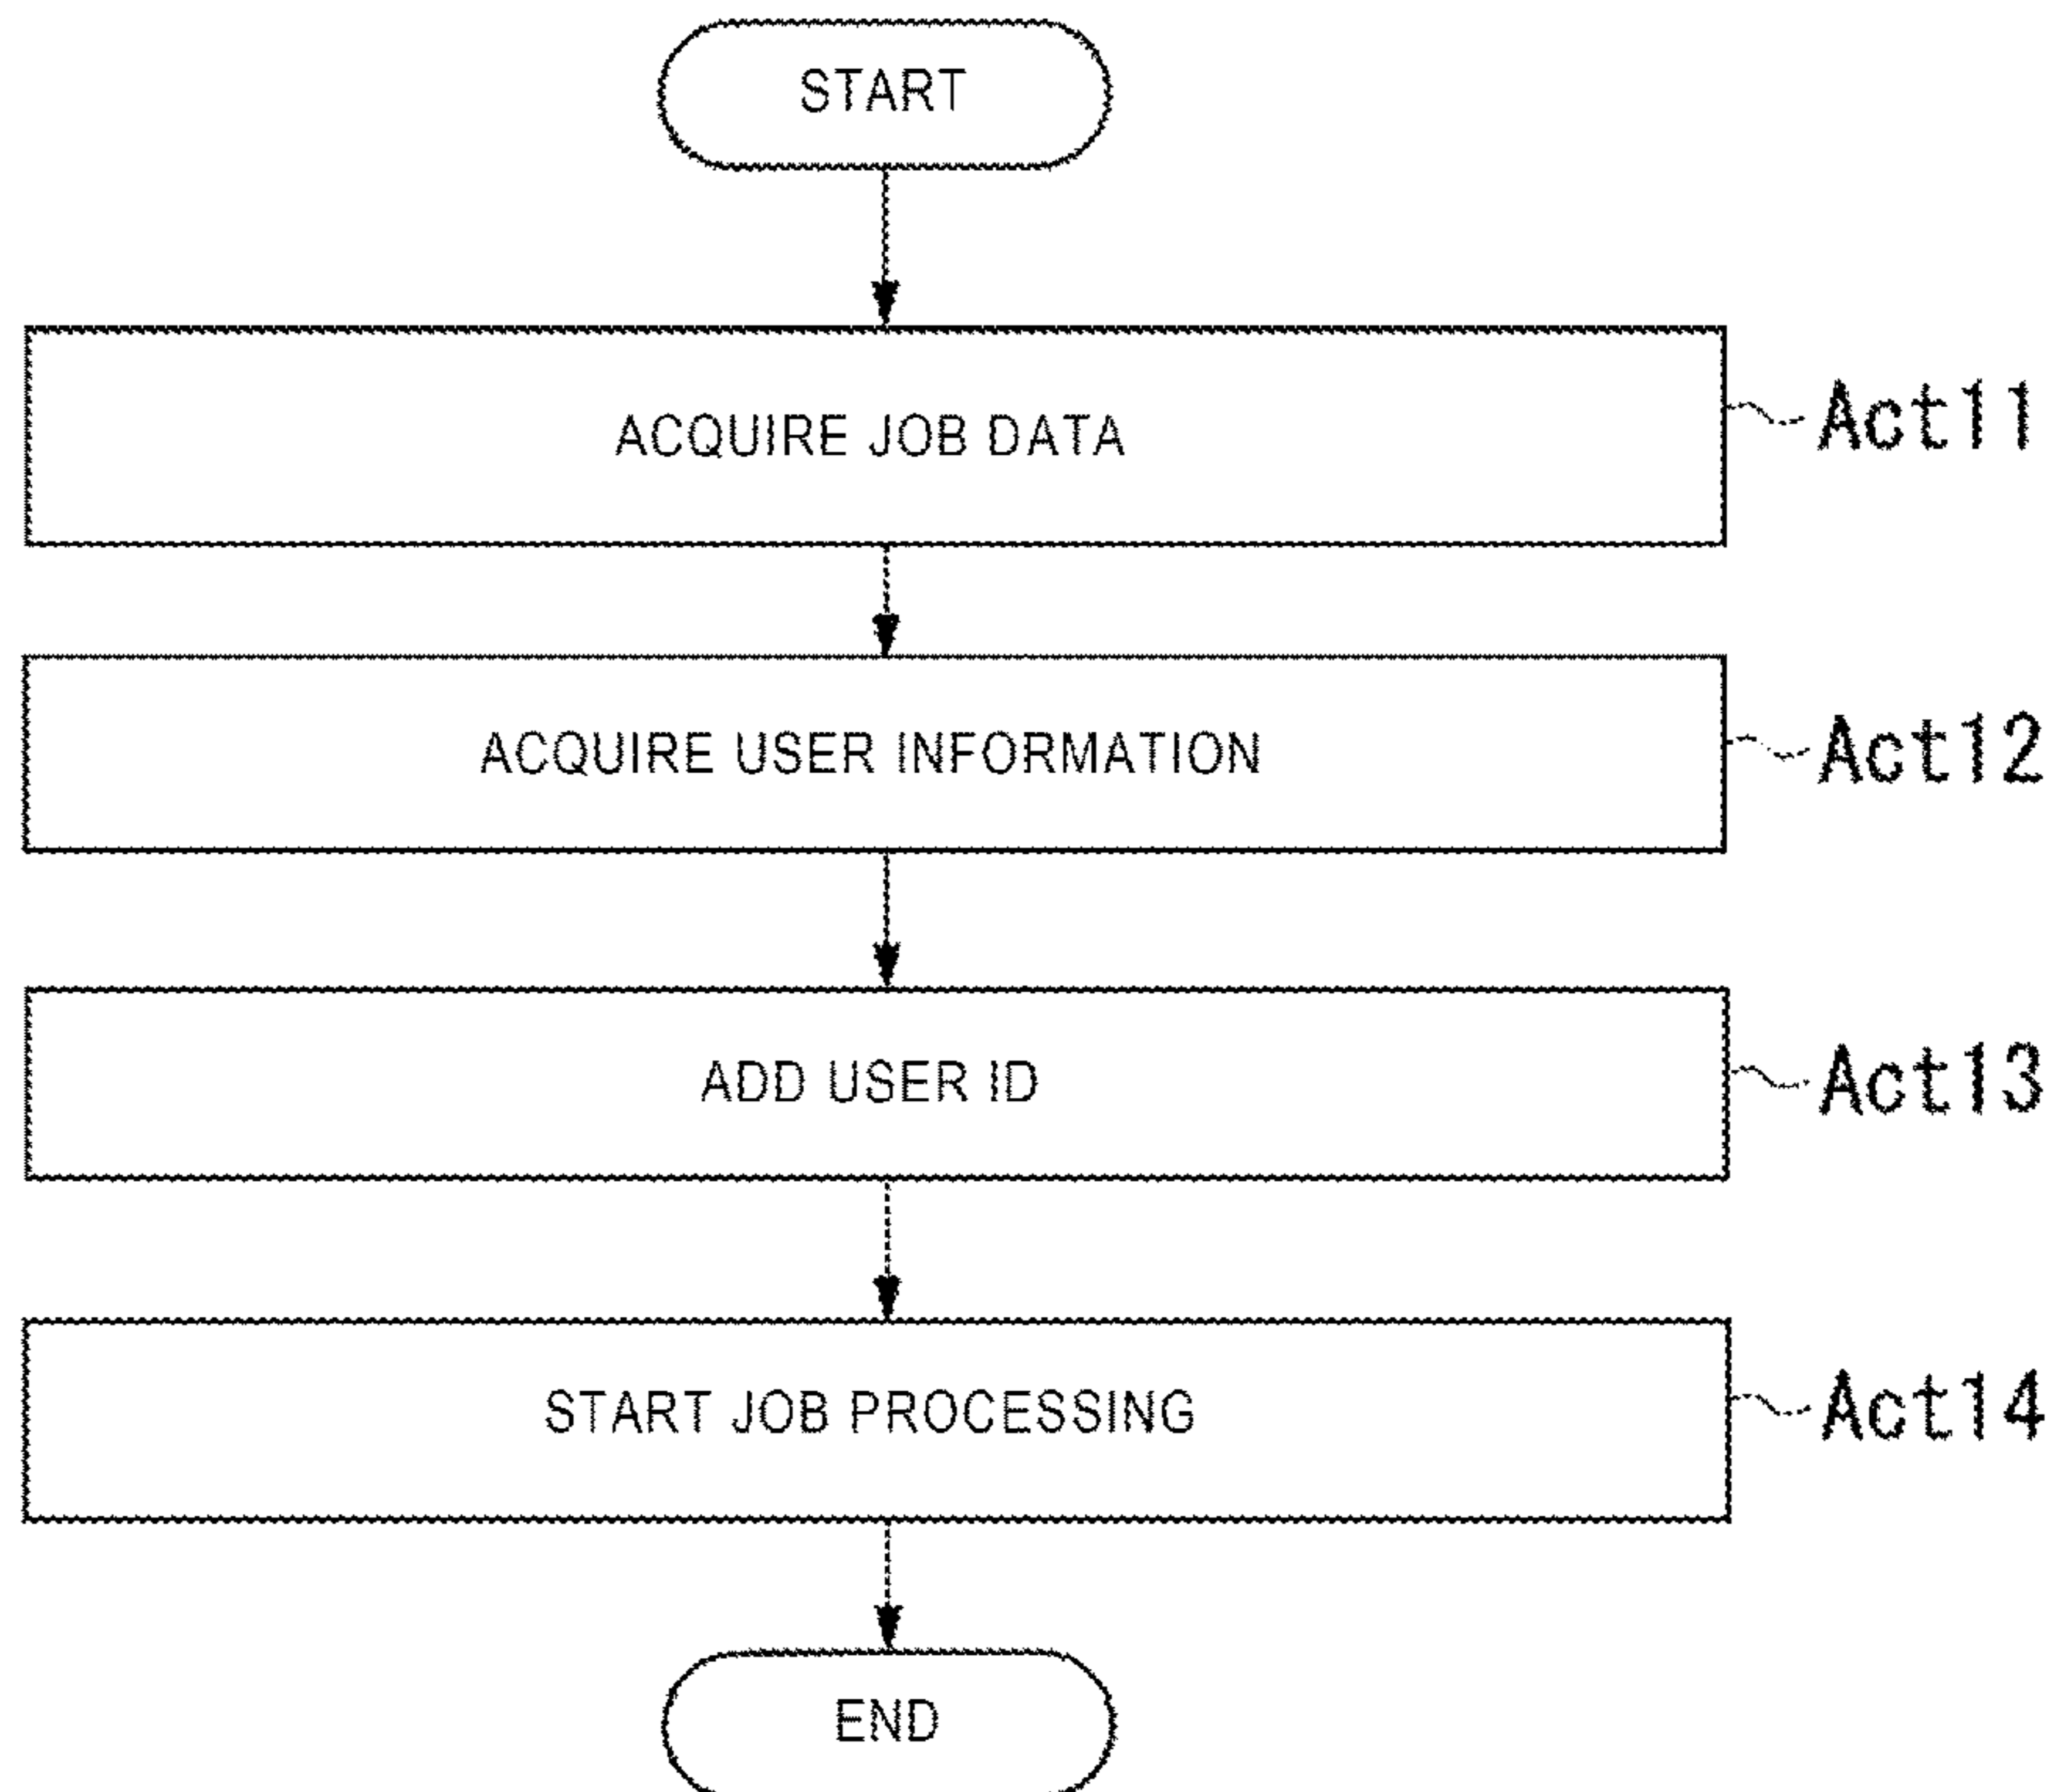 START
ACQUIRE JOB DATA
Act11
ACQUIRE USER INFORMATION
Act12
ADD USER ID
Act13
START JOB PROCESSING
Act14
END